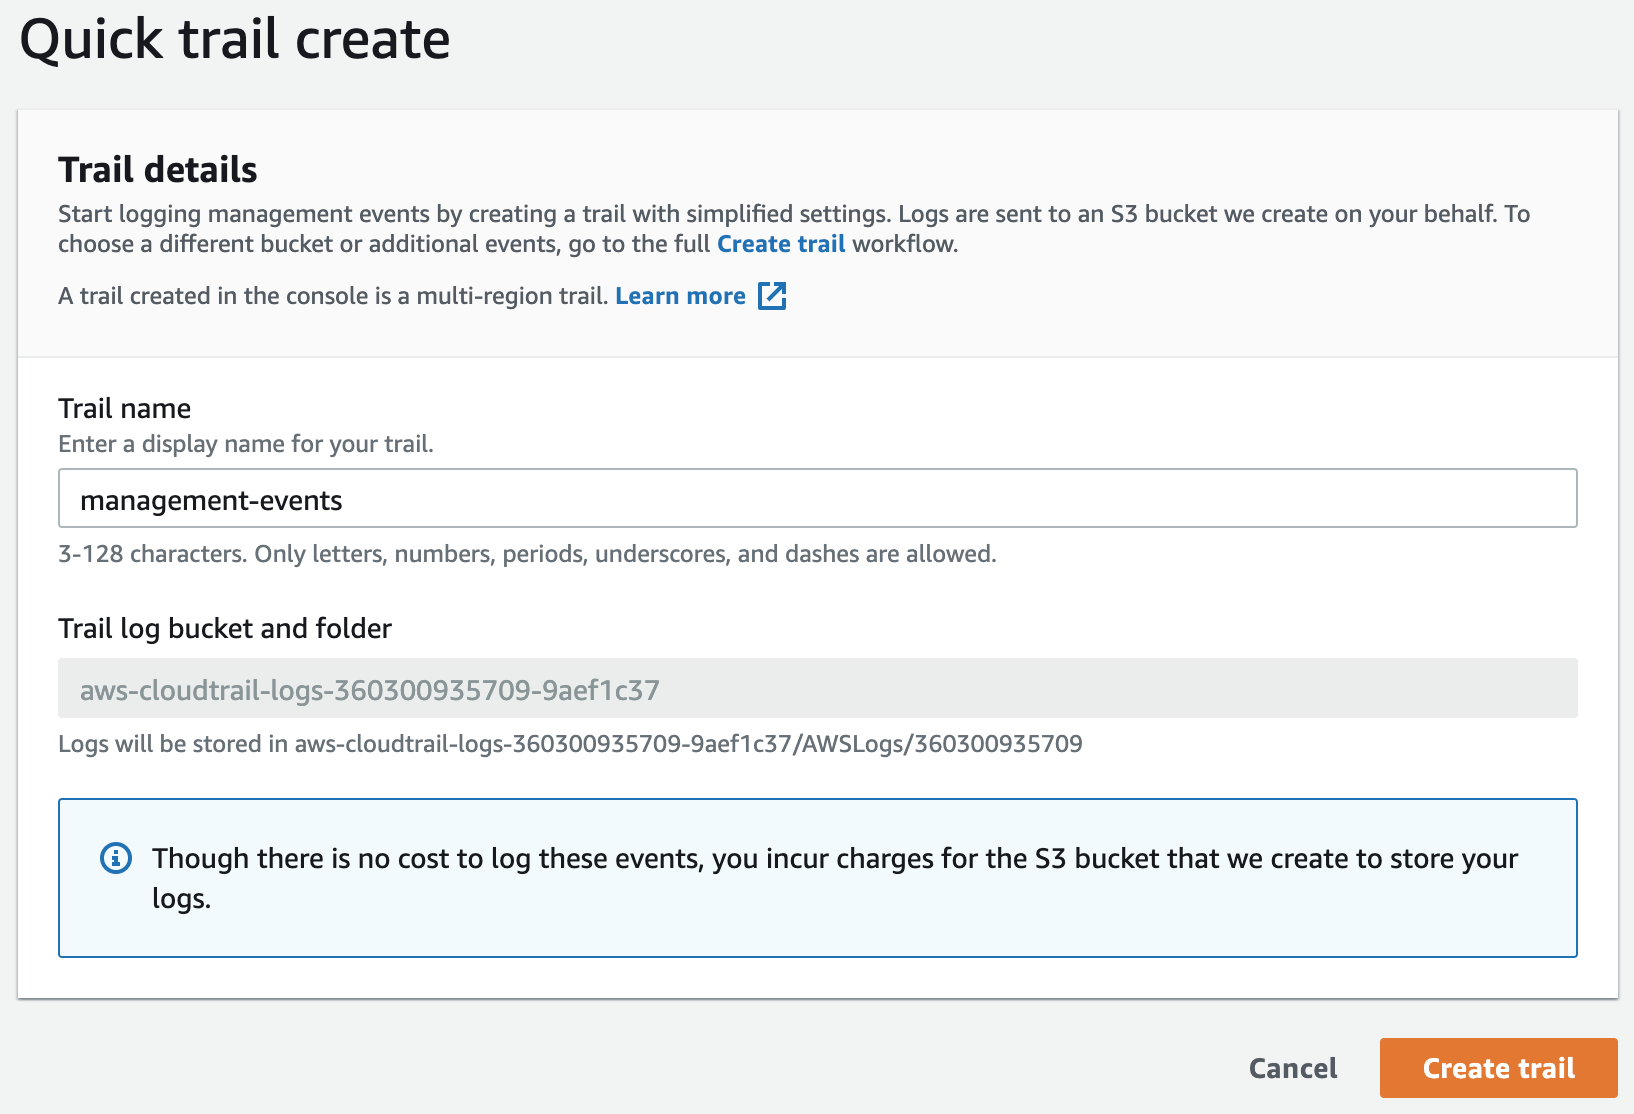 Quick trail create
Trail details
Start logging management events by creating a trail with simplified settings. Logs are sent to an S3 bucket we create on your behalf. To
choose a different bucket or additional events, go to the full Create trail workflow.
A trail created in the console is a multi-region trail. Learn more
Trail name
Enter a display name for your trail.
management-events
3-128 characters. Only letters, numbers, periods, underscores, and dashes are allowed.
Trail log bucket and folder
aws-cloudtrail-logs-360300935709-9aef1c37
Logs will be stored in aws-cloudtrail-logs-360300935709-9aef1c37/AWSLogs/360300935709
Though there is no cost to log these events, you incur charges for the S3 bucket that we create to store your
logs.
Cancel
Create trail